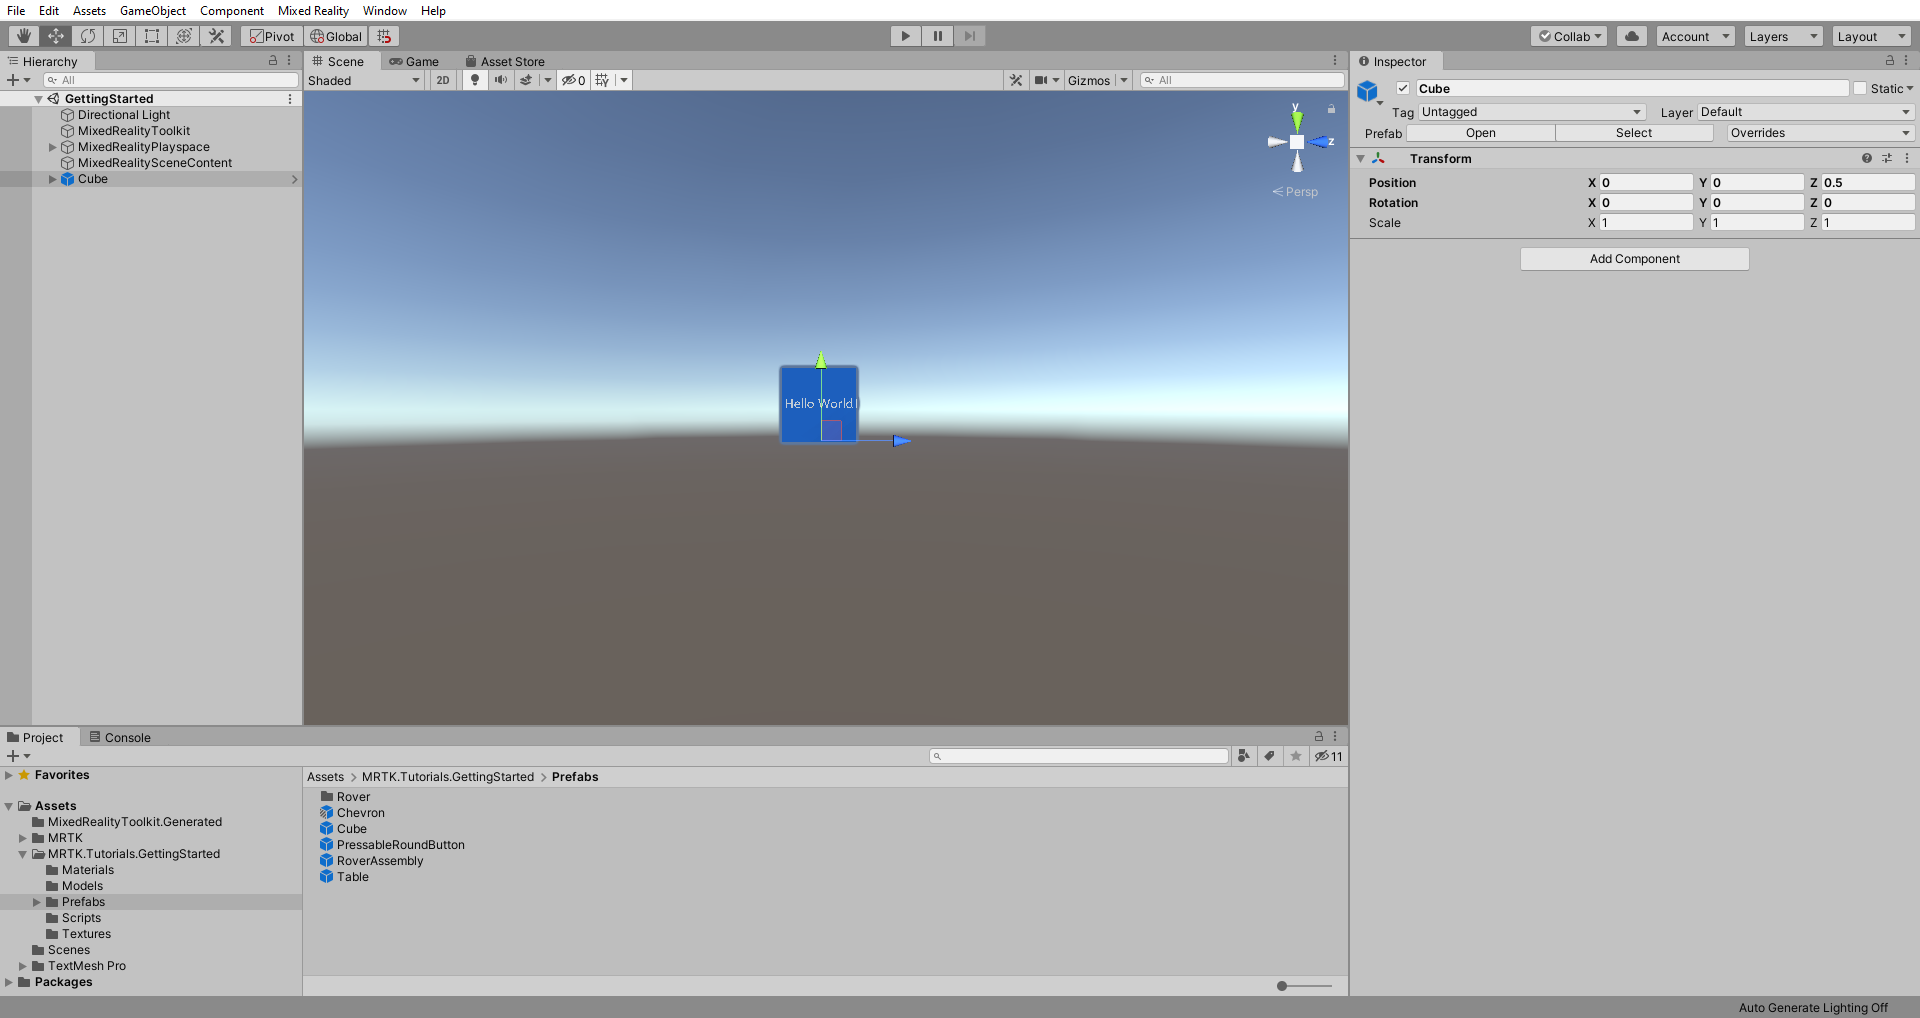 File Edit Assets GameObject Component Mixed Reality Window Help
Pivot Global Collab Account Layers Layout
Hierarchy
All
GettingStarted
Directional Light
MixedRealityToolkit
MixedRealityPlayspace
MixedRealitySceneContent
Cube
Scene Game Asset Store
Shaded 2D 0 Gizmos All
y
z
Persp
Hello World!
Inspector
Cube Static
Tag Untagged Layer Default
Prefab Open Select Overrides
Transform
Position X 0 Y 0 Z 0.5
Rotation X 0 Y 0 Z 0
Scale X 1 Y 1 Z 1
Add Component
Project Console
11
Favorites
Assets
MixedRealityToolkit.Generated
MRTK
MRTK.Tutorials.GettingStarted
Materials
Models
Prefabs
Scripts
Textures
Scenes
TextMesh Pro
Packages
Assets > MRTK.Tutorials.GettingStarted > Prefabs
Rover
Chevron
Cube
PressableRoundButton
RoverAssembly
Table
Auto Generate Lighting Off